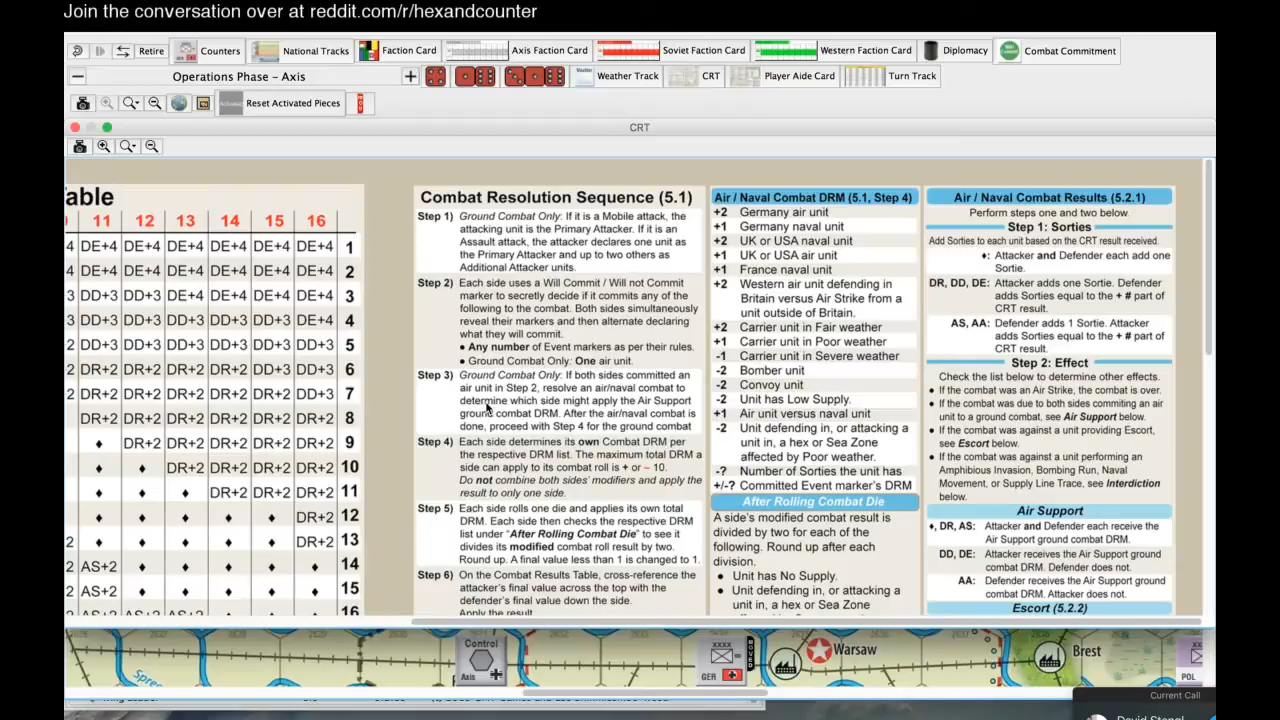 Join the conversation over at reddit.com/r/hexandcounter
Retire Counters National Tracks Faction Card Axis Faction Card Soviet Faction Card Western Faction Card Diplomacy Combat Commitment
Operations Phase - Axis Weather Track CRT Player Aide Card Turn Track
Reset Activated Pieces
CRT
able
11 12 13 14 15 16
4 DE+4 DE+4 DE+4 DE+4 DE+4 DE+4 1
4 DE+4 DE+4 DE+4 DE+4 DE+4 DE+4 2
3 DD+3 DD+3 DE+4 DE+4 DE+4 DE+4 3
3 DD+3 DD+3 DD+3 DD+3 DD+3 DE+4 4
2 DD+3 DD+3 DD+3 DD+3 DD+3 DD+3 5
2 DR+2 DR+2 DR+2 DR+2 DD+3 DD+3 6
2 DR+2 DR+2 DR+2 DR+2 DR+2 DD+3 7
DR+2 DR+2 DR+2 DR+2 DR+2 DR+2 8
♦ DR+2 DR+2 DR+2 DR+2 DR+2 9
♦ ♦ DR+2 DR+2 DR+2 DR+2 10
♦ ♦ ♦ DR+2 DR+2 DR+2 11
♦ ♦ ♦ ♦ ♦ DR+2 12
2 ♦ ♦ ♦ ♦ ♦ DR+2 13
2 AS+2 ♦ ♦ ♦ ♦ ♦ 14
2 AS+2 ♦ ♦ ♦ ♦ ♦ 15
16
Combat Resolution Sequence (5.1)
Step 1) Ground Combat Only: If it is a Mobile attack, the
attacking unit is the Primary Attacker. If it is an
Assault attack, the attacker declares one unit as
the Primary Attacker and up to two others as
Additional Attacker units.
Step 2) Each side uses a Will Commit / Will not Commit
marker to secretly decide if it commits any of the
following to the combat. Both sides simultaneously
reveal their markers and then alternate declaring
what they will commit.
● Any number of Event markers as per their rules.
● Ground Combat Only: One air unit.
Step 3) Ground Combat Only: If both sides committed an
air unit in Step 2, resolve an air/naval combat to
determine which side might apply the Air Support
ground combat DRM. After the air/naval combat is
done, proceed with Step 4 for the ground combat
Step 4) Each side determines its own Combat DRM per
the respective DRM list. The maximum total DRM a
side can apply to its combat roll is + or – 10.
Do not combine both sides' modifiers and apply the
result to only one side.
Step 5) Each side rolls one die and applies its own total
DRM. Each side then checks the respective DRM
list under "After Rolling Combat Die" to see it
divides its modified combat roll result by two.
Round up. A final value less than 1 is changed to 1.
Step 6) On the Combat Results Table, cross-reference the
attacker's final value across the top with the
defender's final value down the side.
Apply the result
Air / Naval Combat DRM (5.1, Step 4)
+2 Germany air unit
+1 Germany naval unit
+2 UK or USA naval unit
+1 UK or USA air unit
+1 France naval unit
+2 Western air unit defending in
Britain versus Air Strike from a
unit outside of Britain.
+2 Carrier unit in Fair weather
+1 Carrier unit in Poor weather
-1 Carrier unit in Severe weather
-2 Bomber unit
-2 Convoy unit
-2 Unit has Low Supply.
+1 Air unit versus naval unit
-2 Unit defending in, or attacking a
unit in, a hex or Sea Zone
affected by Poor weather.
-? Number of Sorties the unit has
+/-? Committed Event marker's DRM
After Rolling Combat Die
A side's modified combat result is
divided by two for each of the
following. Round up after each
division.
● Unit has No Supply.
● Unit defending in, or attacking a
unit in, a hex or Sea Zone
Air / Naval Combat Results (5.2.1)
Perform steps one and two below.
Step 1: Sorties
Add Sorties to each unit based on the CRT result received.
♦: Attacker and Defender each add one
Sortie.
DR, DD, DE: Attacker adds one Sortie. Defender
adds Sorties equal to the + # part of
CRT result.
AS, AA: Defender adds 1 Sortie. Attacker
adds Sorties equal to the + # part of
CRT result.
Step 2: Effect
Check the list below to determine other effects.
● If the combat was an Air Strike, the combat is over.
● If the combat was due to both sides commiting an air
unit to a ground combat, see Air Support below.
● If the combat was against a unit providing Escort,
see Escort below.
● If the combat was against a unit performing an
Amphibious Invasion, Bombing Run, Naval
Movement, or Supply Line Trace, see Interdiction
below.
Air Support
♦, DR, AS: Attacker and Defender each receive the
Air Support ground combat DRM.
DD, DE: Attacker receives the Air Support ground
combat DRM. Defender does not.
AA: Defender receives the Air Support ground
combat DRM. Attacker does not.
Escort (5.2.2)
Control
Axis
Spree
XXXX
GER
MOVED
Warsaw
Brest
XXXX
POL
Current Call